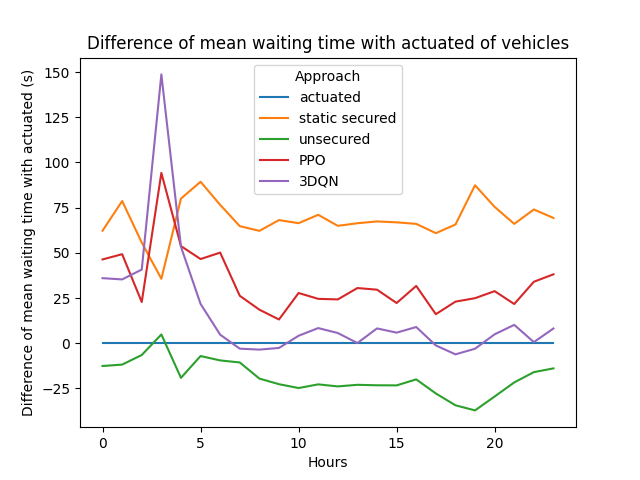 Difference of mean waiting time with actuated of vehicles
Difference of mean waiting time with actuated (s)
150
125
100
75
50
25
0
−25
Approach
actuated
static secured
unsecured
PPO
3DQN
0 5 10 15 20
Hours